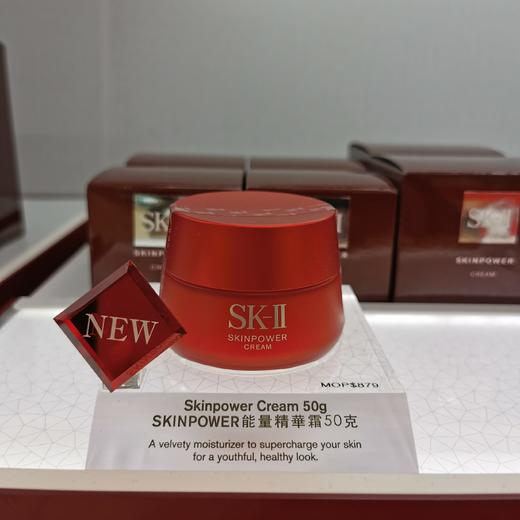 SK-II
SKINPOWER
CREAM
SK-II
SKINPOWER
CREAM
NEW
MOP$879
Skinpower Cream 50g
SKINPOWER能量精華霜50克
A velvety moisturizer to supercharge your skin
for a youthful, healthy look.